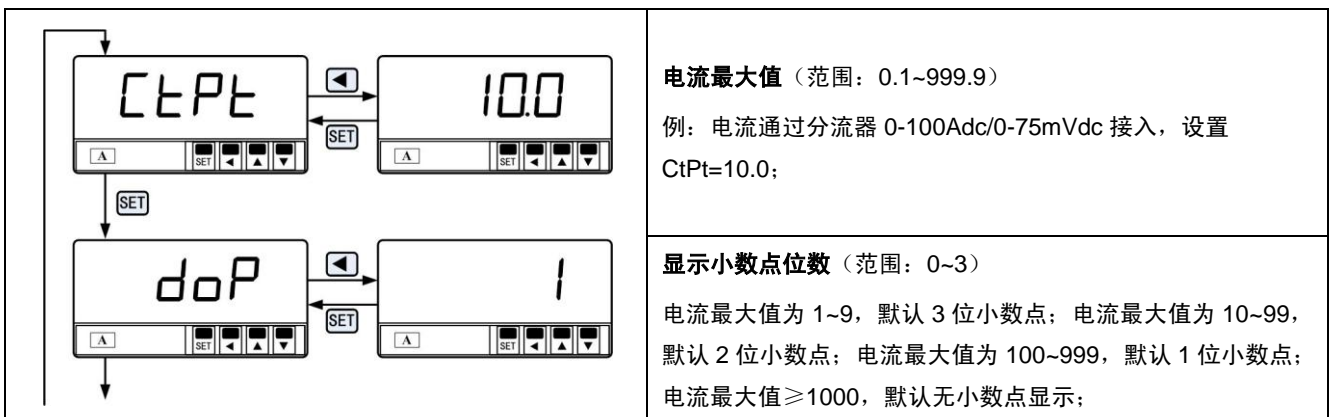 CtPt
10.0
SET
A
SET
A
SET
SET
电流最大值（范围：0.1~999.9）
例：电流通过分流器 0-100Adc/0-75mVdc 接入，设置
CtPt=10.0；
doP
1
SET
A
SET
A
SET
显示小数点位数（范围：0~3）
电流最大值为 1~9，默认 3 位小数点；电流最大值为 10~99，
默认 2 位小数点；电流最大值为 100~999，默认 1 位小数点；
电流最大值≥1000，默认无小数点显示；